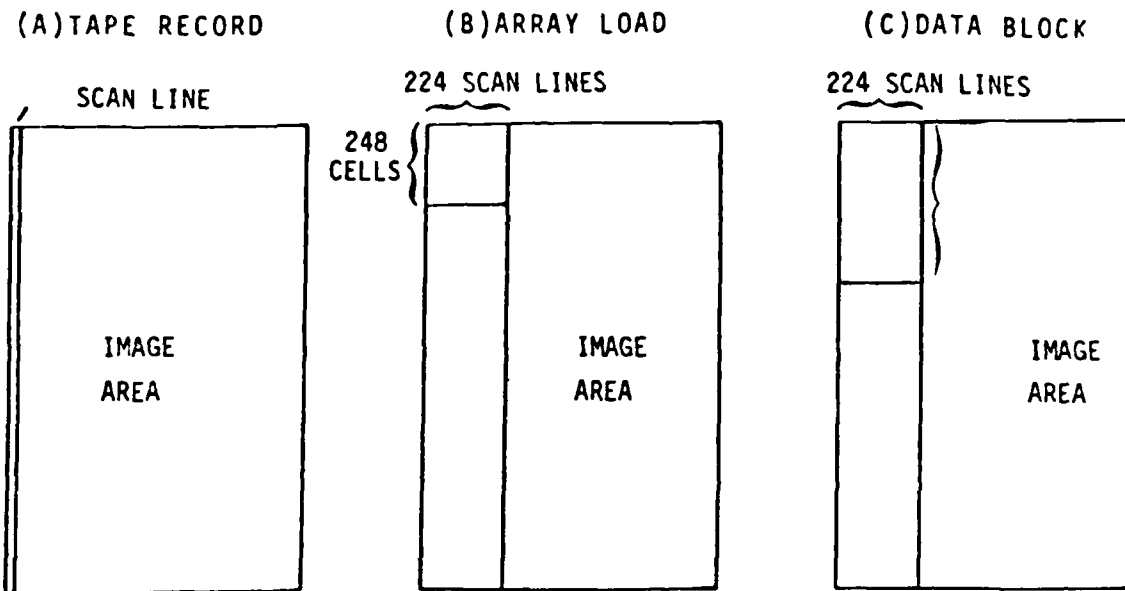 (A)TAPE RECORD
SCAN LINE
IMAGE
AREA
(B)ARRAY LOAD
224 SCAN LINES
248
CELLS
IMAGE
AREA
(C)DATA BLOCK
224 SCAN LINES
IMAGE
AREA